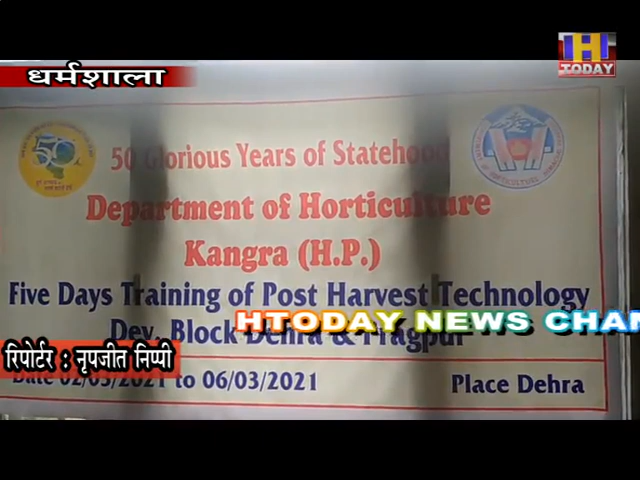 H
TODAY
धर्मशाला
50 Glorious Years of Statehood
Department of Horticulture
Kangra (H.P.)
Five Days Training of Post Harvest Technology
HTODAY NEWS CHAN
Dev. Block Dehra & Pragpur
रिपोर्टर : नृपजीत निप्पी
Date 02/03/2021 to 06/03/2021
Place Dehra